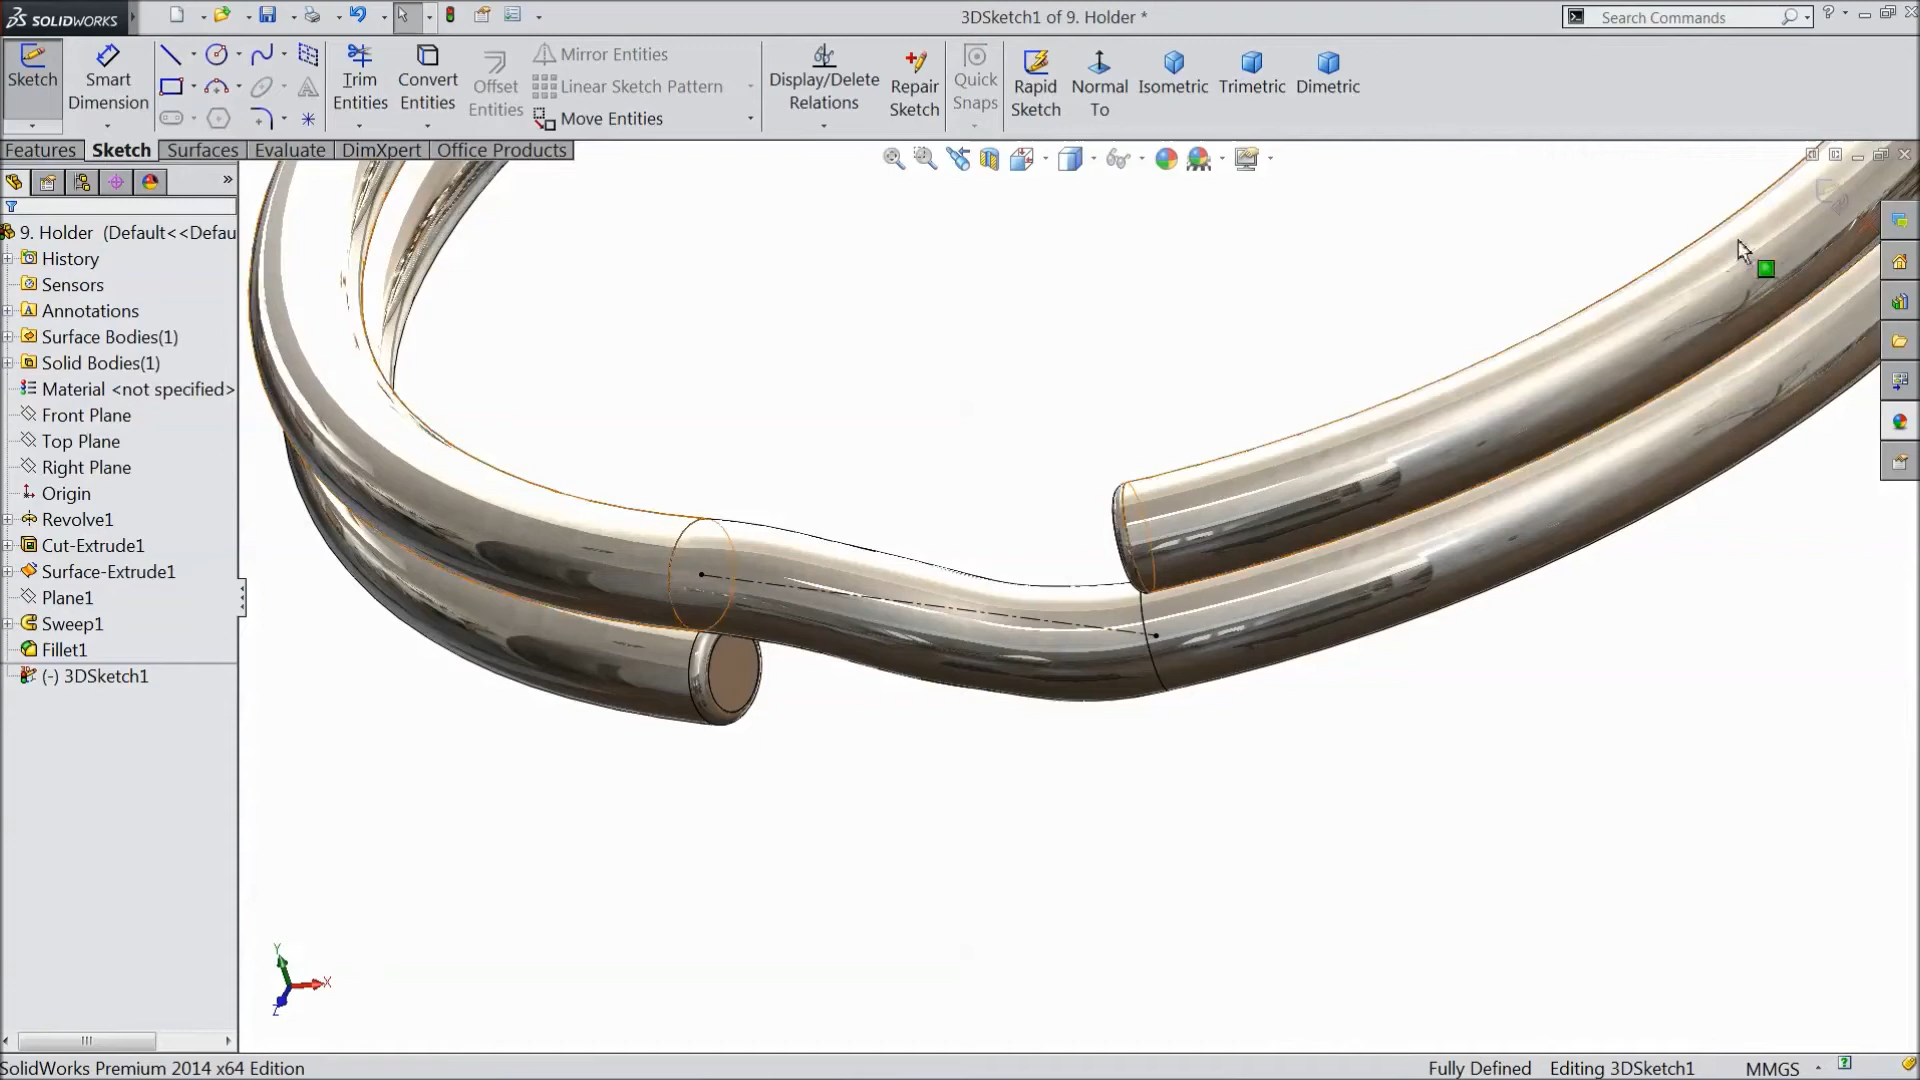 SOLIDWORKS
3DSketch1 of 9. Holder *
Search Commands
Sketch
Smart Dimension
Trim Entities
Convert Entities
Offset Entities
Mirror Entities
Linear Sketch Pattern
Move Entities
Display/Delete Relations
Repair Sketch
Quick Snaps
Rapid Sketch
Normal To
Isometric
Trimetric
Dimetric
Features
Sketch
Surfaces
Evaluate
DimXpert
Office Products
9. Holder (Default<<Defau
History
Sensors
Annotations
Surface Bodies(1)
Solid Bodies(1)
Material <not specified>
Front Plane
Top Plane
Right Plane
Origin
Revolve1
Cut-Extrude1
Surface-Extrude1
Plane1
Sweep1
Fillet1
(-) 3DSketch1
Y
X
Z
SolidWorks Premium 2014 x64 Edition
Fully Defined
Editing 3DSketch1
MMGS